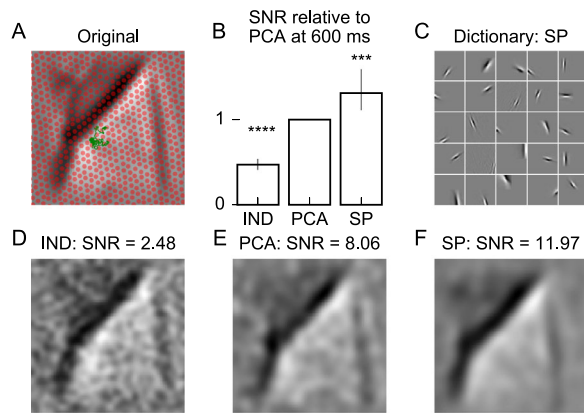 A
Original
B
SNR relative to
PCA at 600 ms
C
Dictionary: SP
****
***
1
0
IND
PCA
SP
D
IND: SNR = 2.48
E
PCA: SNR = 8.06
F
SP: SNR = 11.97